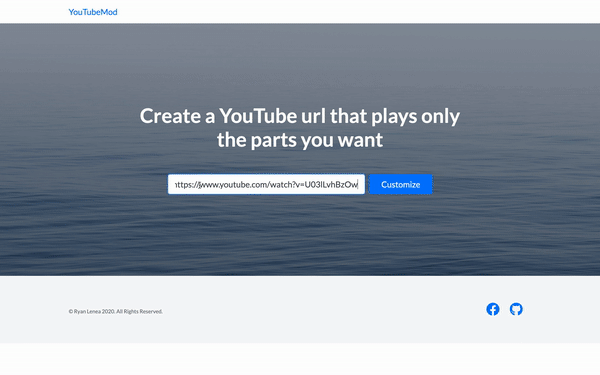 YouTubeMod
Create a YouTube url that plays only
the parts you want
https://www.youtube.com/watch?v=U03lLvhBzOw
Customize
© Ryan Lenea 2020. All Rights Reserved.